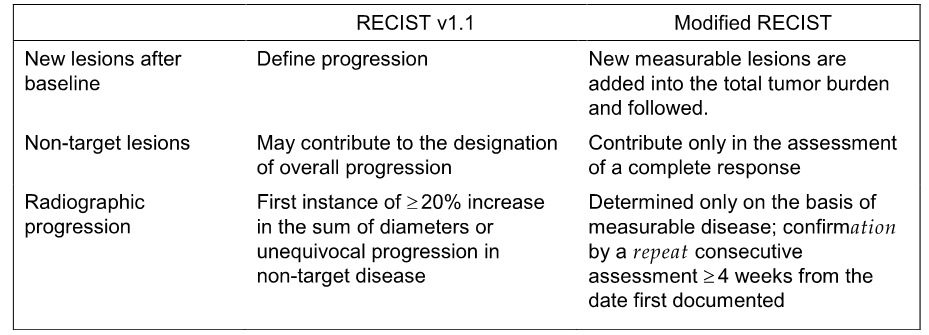 RECIST v1.1 Modified RECIST
New lesions after Define progression New measurable lesions are
baseline added into the total tumor burden
and followed.
Non-target lesions May contribute to the designation Contribute only in the assessment
of overall progression of a complete response
Radiographic First instance of ≥20% increase Determined only on the basis of
progression in the sum of diameters or measurable disease; confirmation
unequivocal progression in by a repeat consecutive
non-target disease assessment ≥4 weeks from the
date first documented